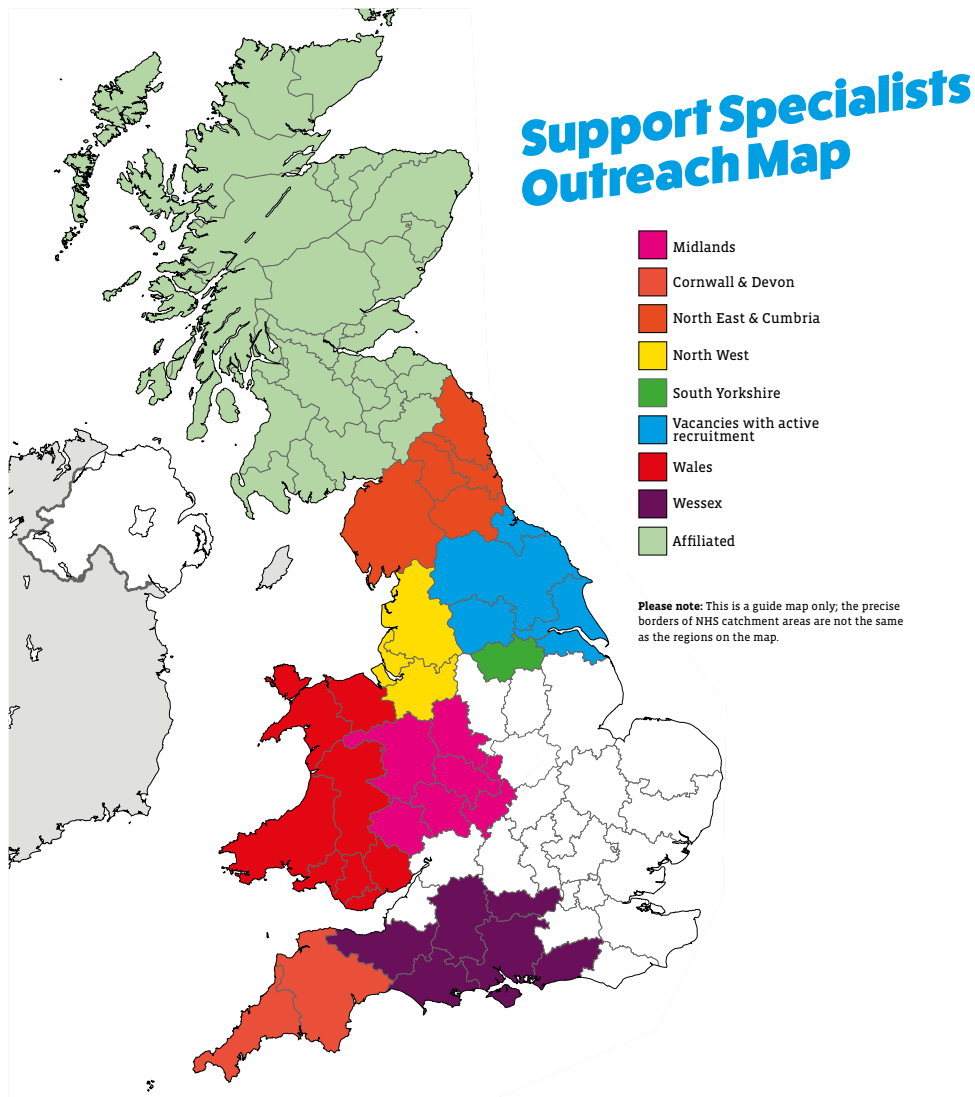 Support Specialists
Outreach Map
Midlands
Cornwall & Devon
North East & Cumbria
North West
South Yorkshire
Vacancies with active
recruitment
Wales
Wessex
Affiliated
Please note: This is a guide map only; the precise
borders of NHS catchment areas are not the same
as the regions on the map.